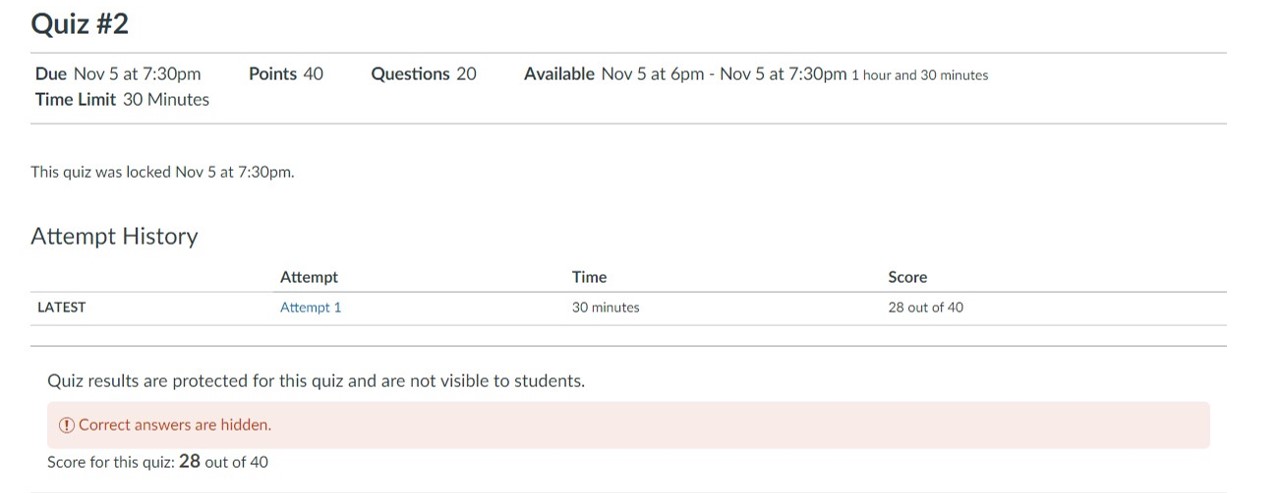 Quiz #2
Due Nov 5 at 7:30pm Points 40 Questions 20 Available Nov 5 at 6pm - Nov 5 at 7:30pm 1 hour and 30 minutes
Time Limit 30 Minutes
This quiz was locked Nov 5 at 7:30pm.
Attempt History
Attempt Time Score
LATEST Attempt 1 30 minutes 28 out of 40
Quiz results are protected for this quiz and are not visible to students.
Correct answers are hidden.
Score for this quiz: 28 out of 40